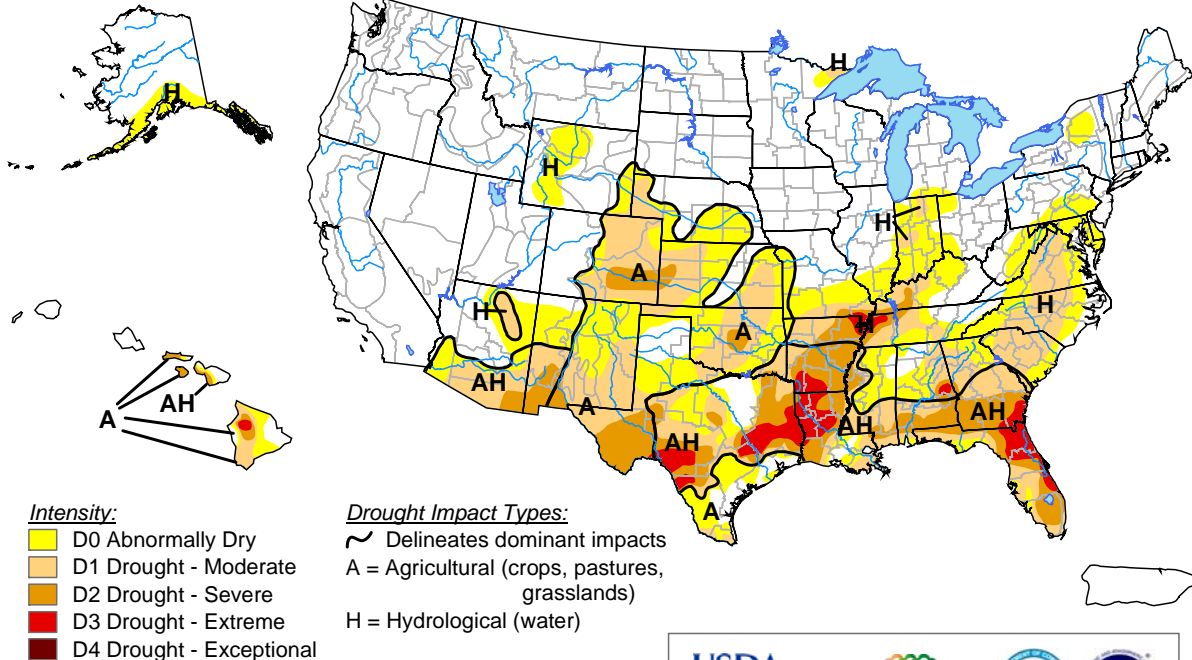 H
H
H
H
H
A
A
H
H
AH
A
A
AH
AH
AH
AH
A
A
Intensity:
D0 Abnormally Dry
D1 Drought - Moderate
D2 Drought - Severe
D3 Drought - Extreme
D4 Drought - Exceptional
Drought Impact Types:
Delineates dominant impacts
A = Agricultural (crops, pastures,
grasslands)
H = Hydrological (water)
USDA